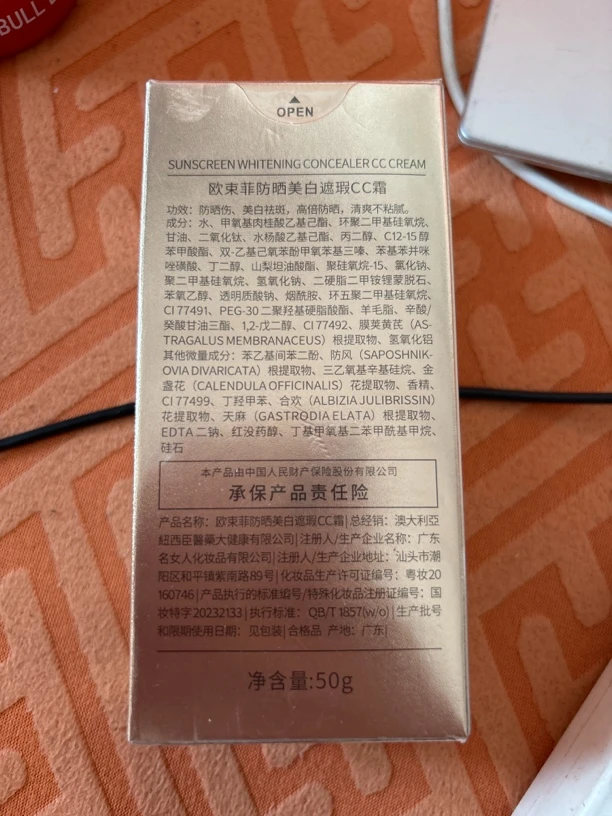 BULL
OPEN
SUNSCREEN WHITENING CONCEALER CC CREAM
欧束菲防晒美白遮瑕CC霜
功效：防晒伤、美白祛斑，高倍防晒，清爽不粘腻。
成分：水、甲氧基肉桂酸乙基己酯、环聚二甲基硅氧烷、
甘油、二氧化钛、水杨酸乙基己酯、丙二醇、C12-15 醇
苯甲酸酯、双-乙基己氧苯酚甲氧苯基三嗪、苯基苯并咪
唑磺酸、丁二醇、山梨坦油酸酯、聚硅氧烷-15、氯化钠、
聚二甲基硅氧烷、氢氧化钠、二硬脂二甲铵锂蒙脱石、
苯氧乙醇、透明质酸钠、烟酰胺、环五聚二甲基硅氧烷、
CI 77491、PEG-30 二聚羟基硬脂酸酯、羊毛脂、辛酸/
癸酸甘油三酯、1,2-戊二醇、CI 77492、膜荚黄芪（AS-
TRAGALUS MEMBRANACEUS）根提取物、氢氧化铝
其他微量成分：苯乙基间苯二酚、防风（SAPOSHNIK-
OVIA DIVARICATA）根提取物、三乙氧基辛基硅烷、金
盏花（CALENDULA OFFICINALIS）花提取物、香精、
CI 77499、丁羟甲苯、合欢（ALBIZIA JULIBRISSIN）
花提取物、天麻（GASTRODIA ELATA）根提取物、
EDTA 二钠、红没药醇、丁基甲氧基二苯甲酰基甲烷、
硅石
本产品由中国人民财产保险股份有限公司
承保产品责任险
产品名称：欧束菲防晒美白遮瑕CC霜|总经销：澳大利亞
紐西臣醫藥大健康有限公司|注册人/生产企业名称：广东
名女人化妆品有限公司|注册人/生产企业地址：汕头市潮
阳区和平镇紫南路89号|化妆品生产许可证编号：粤妆20
160746|产品执行的标准编号/特殊化妆品注册证编号：国
妆特字20232133|执行标准：QB/T 1857(w/o)|生产批号
和限期使用日期：见包装|合格品 产地：广东|
净含量:50g